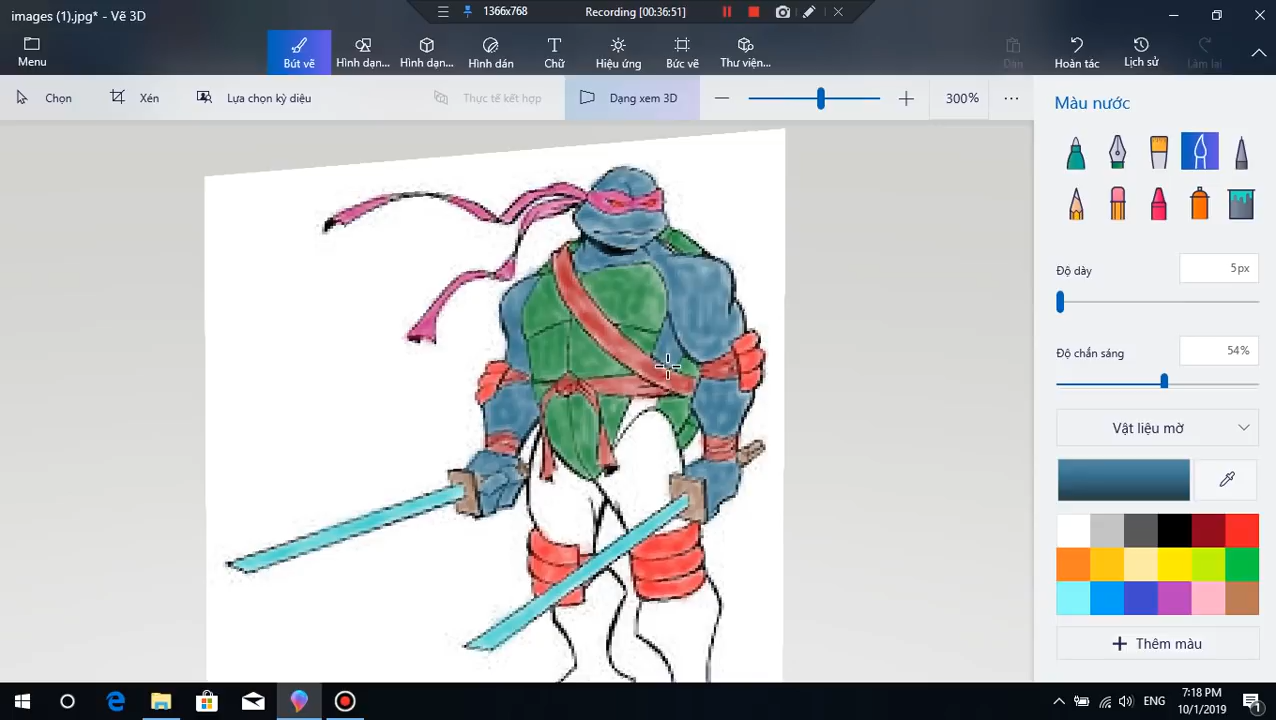 1366x768
Recording [00:36:51]
images (1).jpg* - Vẽ 3D
Menu
Bút vẽ
Hình dạn...
Hình dạn...
Hình dán
Chữ
Hiệu ứng
Bức vẽ
Thư viện...
Dán
Hoàn tác
Lịch sử
Làm lại
Chọn
Xén
Lựa chọn kỳ diệu
Thực tế kết hợp
Dạng xem 3D
300%
Màu nước
Độ dày
5px
Độ chắn sáng
54%
Vật liệu mờ
Thêm màu
ENG
7:18 PM
10/1/2019
1